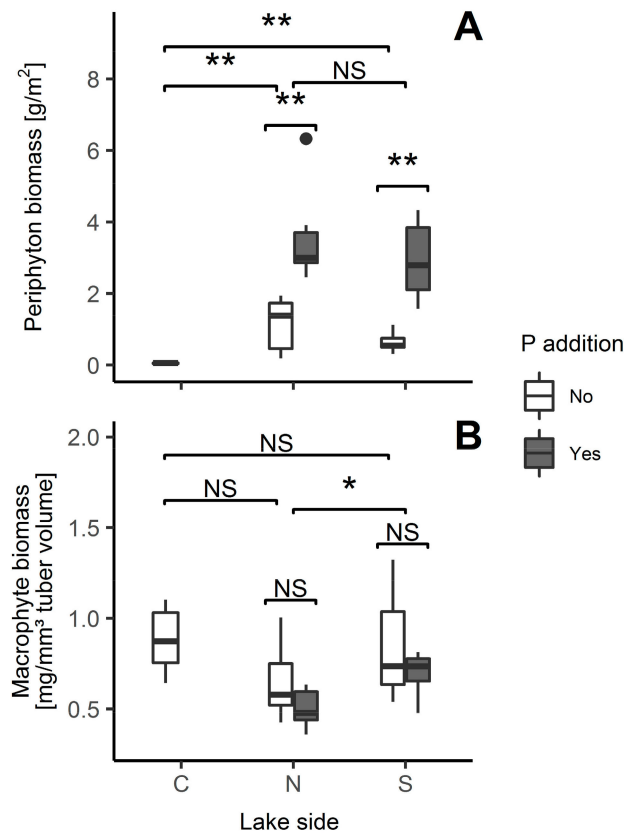 A
**
**
NS
**
**
8
6
4
2
0
Periphyton biomass [g/m²]
P addition
No
Yes
B
2.0
1.5
1.0
0.5
NS
NS
*
NS
NS
Macrophyte biomass
[mg/mm³ tuber volume]
C N S
Lake side